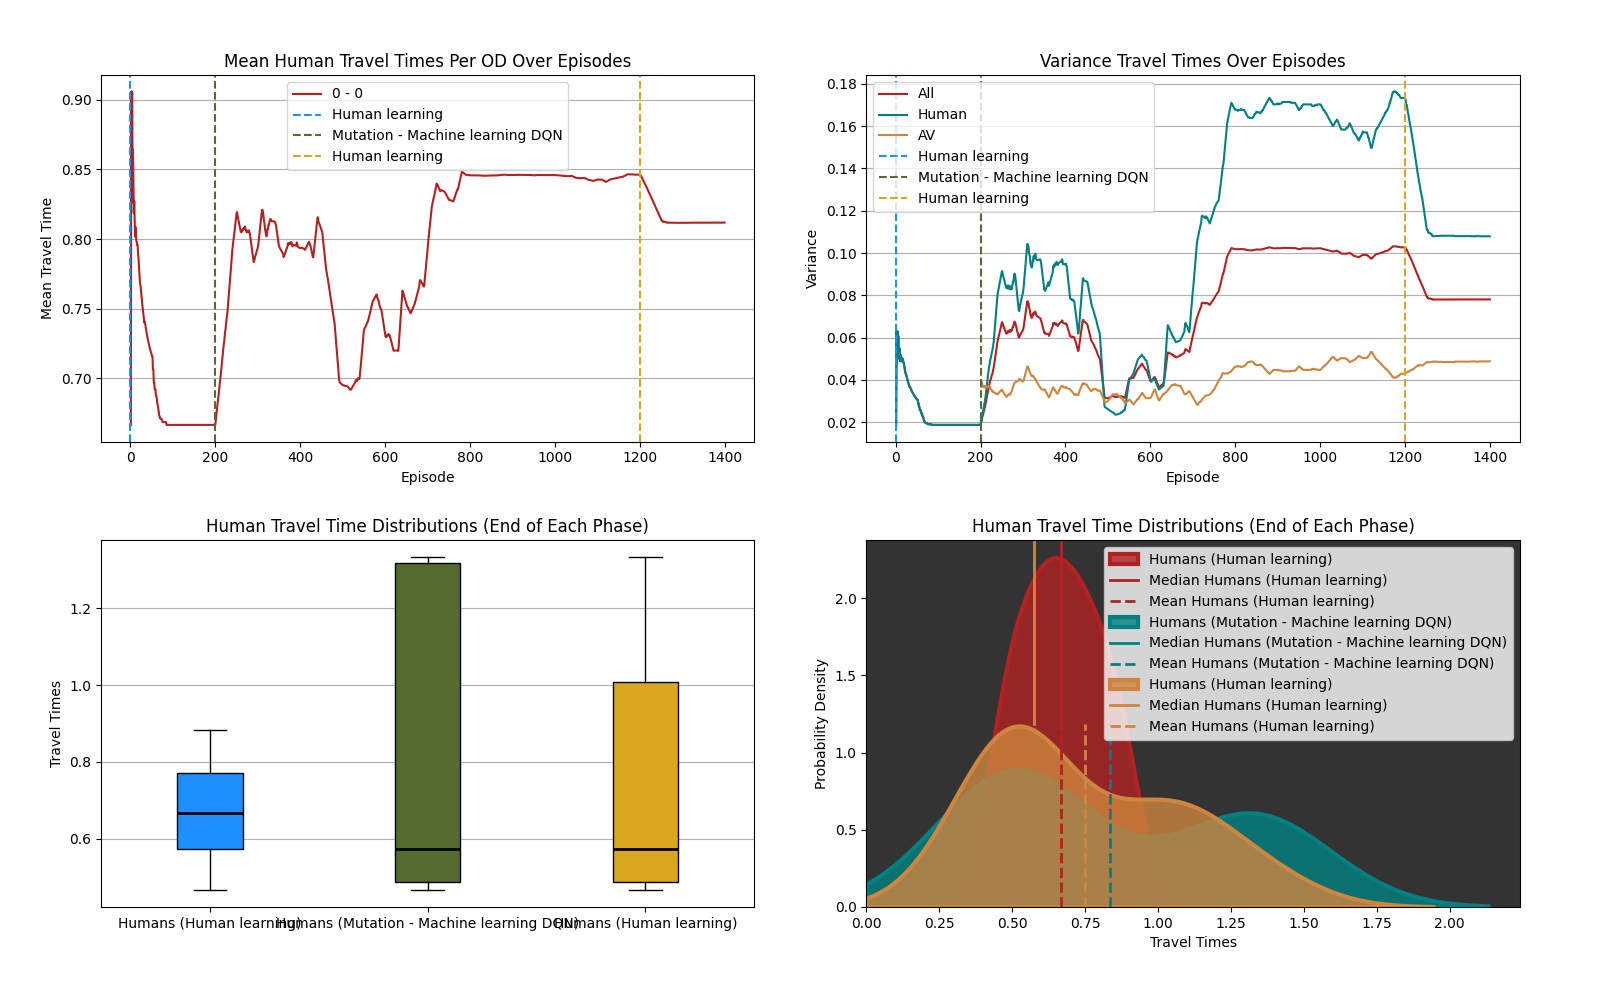 Mean Human Travel Times Per OD Over Episodes
0 - 0
Human learning
Mutation - Machine learning DQN
Human learning
0.90
0.85
0.80
0.75
0.70
Mean Travel Time
0 200 400 600 800 1000 1200 1400
Episode
Variance Travel Times Over Episodes
All
Human
AV
Human learning
Mutation - Machine learning DQN
Human learning
0.18
0.16
0.14
0.12
0.10
0.08
0.06
0.04
0.02
Variance
0 200 400 600 800 1000 1200 1400
Episode
Human Travel Time Distributions (End of Each Phase)
1.2
1.0
0.8
0.6
Travel Times
Humans (Human learning)
Humans (Mutation - Machine learning DQN)
Humans (Human learning)
Human Travel Time Distributions (End of Each Phase)
Humans (Human learning)
Median Humans (Human learning)
Mean Humans (Human learning)
Humans (Mutation - Machine learning DQN)
Median Humans (Mutation - Machine learning DQN)
Mean Humans (Mutation - Machine learning DQN)
Humans (Human learning)
Median Humans (Human learning)
Mean Humans (Human learning)
2.0
1.5
1.0
0.5
0.0
Probability Density
0.00 0.25 0.50 0.75 1.00 1.25 1.50 1.75 2.00
Travel Times